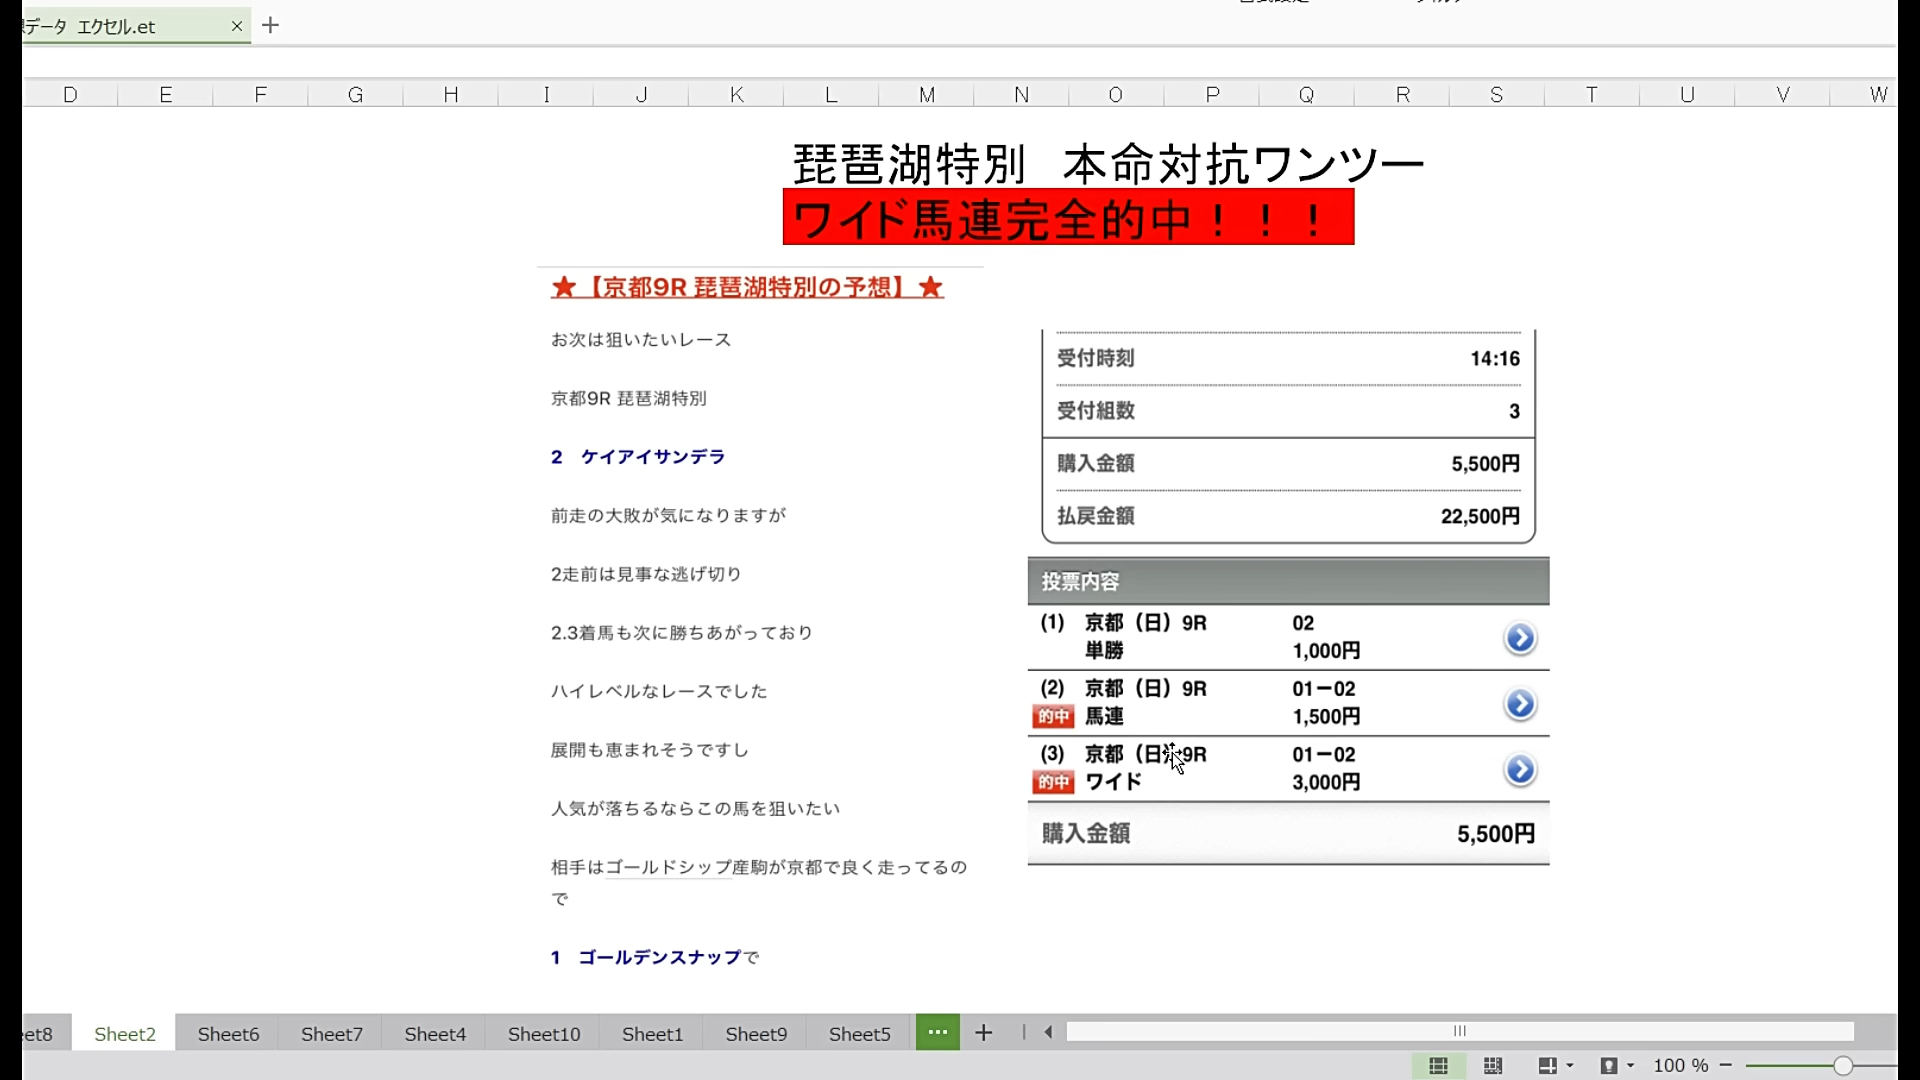 データ エクセル.et × +
D E F G H I J K L M N O P Q R S T U V W
琵琶湖特別 本命対抗ワンツー
ワイド馬連完全的中！！！
★【京都9R 琵琶湖特別の予想】★
お次は狙いたいレース
京都9R 琵琶湖特別
2 ケイアイサンデラ
前走の大敗が気になりますが
2走前は見事な逃げ切り
2.3着馬も次に勝ちあがっており
ハイレベルなレースでした
展開も恵まれそうですし
人気が落ちるならこの馬を狙いたい
相手はゴールドシップ産駒が京都で良く走ってるの
で
1 ゴールデンスナップで
受付時刻 14:16
受付組数 3
購入金額 5,500円
払戻金額 22,500円
投票内容
(1) 京都（日）9R 02
単勝 1,000円
(2) 京都（日）9R 01－02
的中 馬連 1,500円
(3) 京都（日）9R 01－02
的中 ワイド 3,000円
購入金額 5,500円
et8 Sheet2 Sheet6 Sheet7 Sheet4 Sheet10 Sheet1 Sheet9 Sheet5 ••• +
100 %